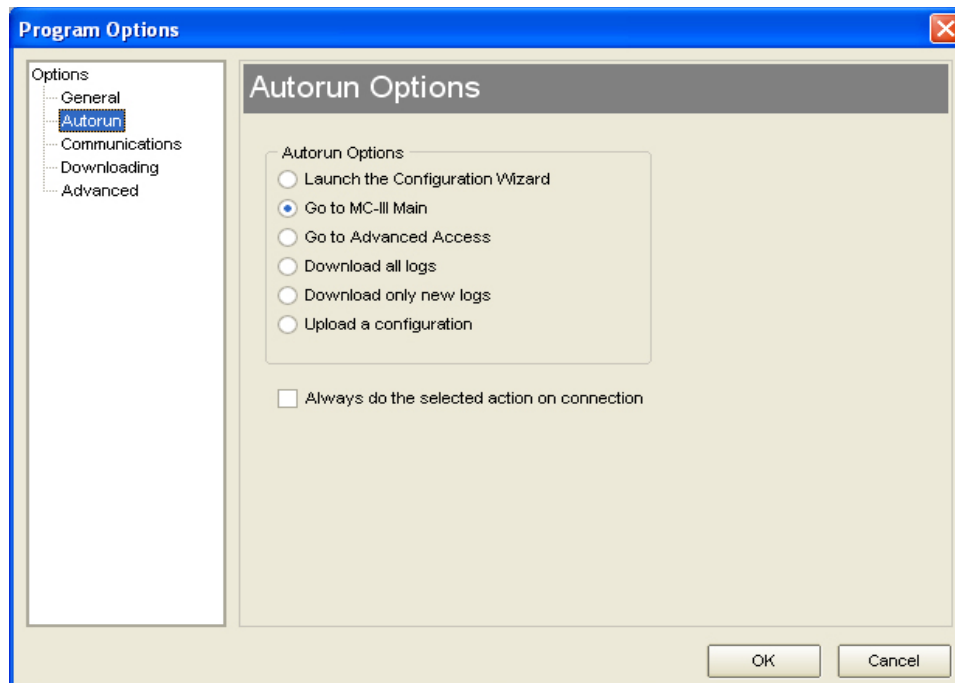 Program Options
Options
General
Autorun
Communications
Downloading
Advanced
Autorun Options
Autorun Options
Launch the Configuration Wizard
Go to MC-III Main
Go to Advanced Access
Download all logs
Download only new logs
Upload a configuration
Always do the selected action on connection
OK
Cancel